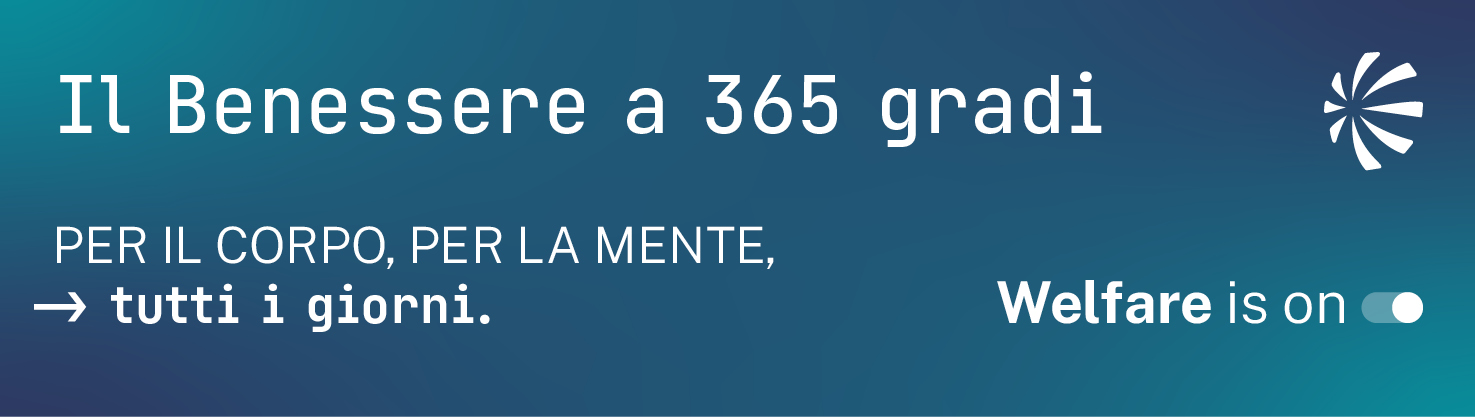 Il Benessere a 365 gradi
PER IL CORPO, PER LA MENTE,
→ tutti i giorni.
Welfare is on